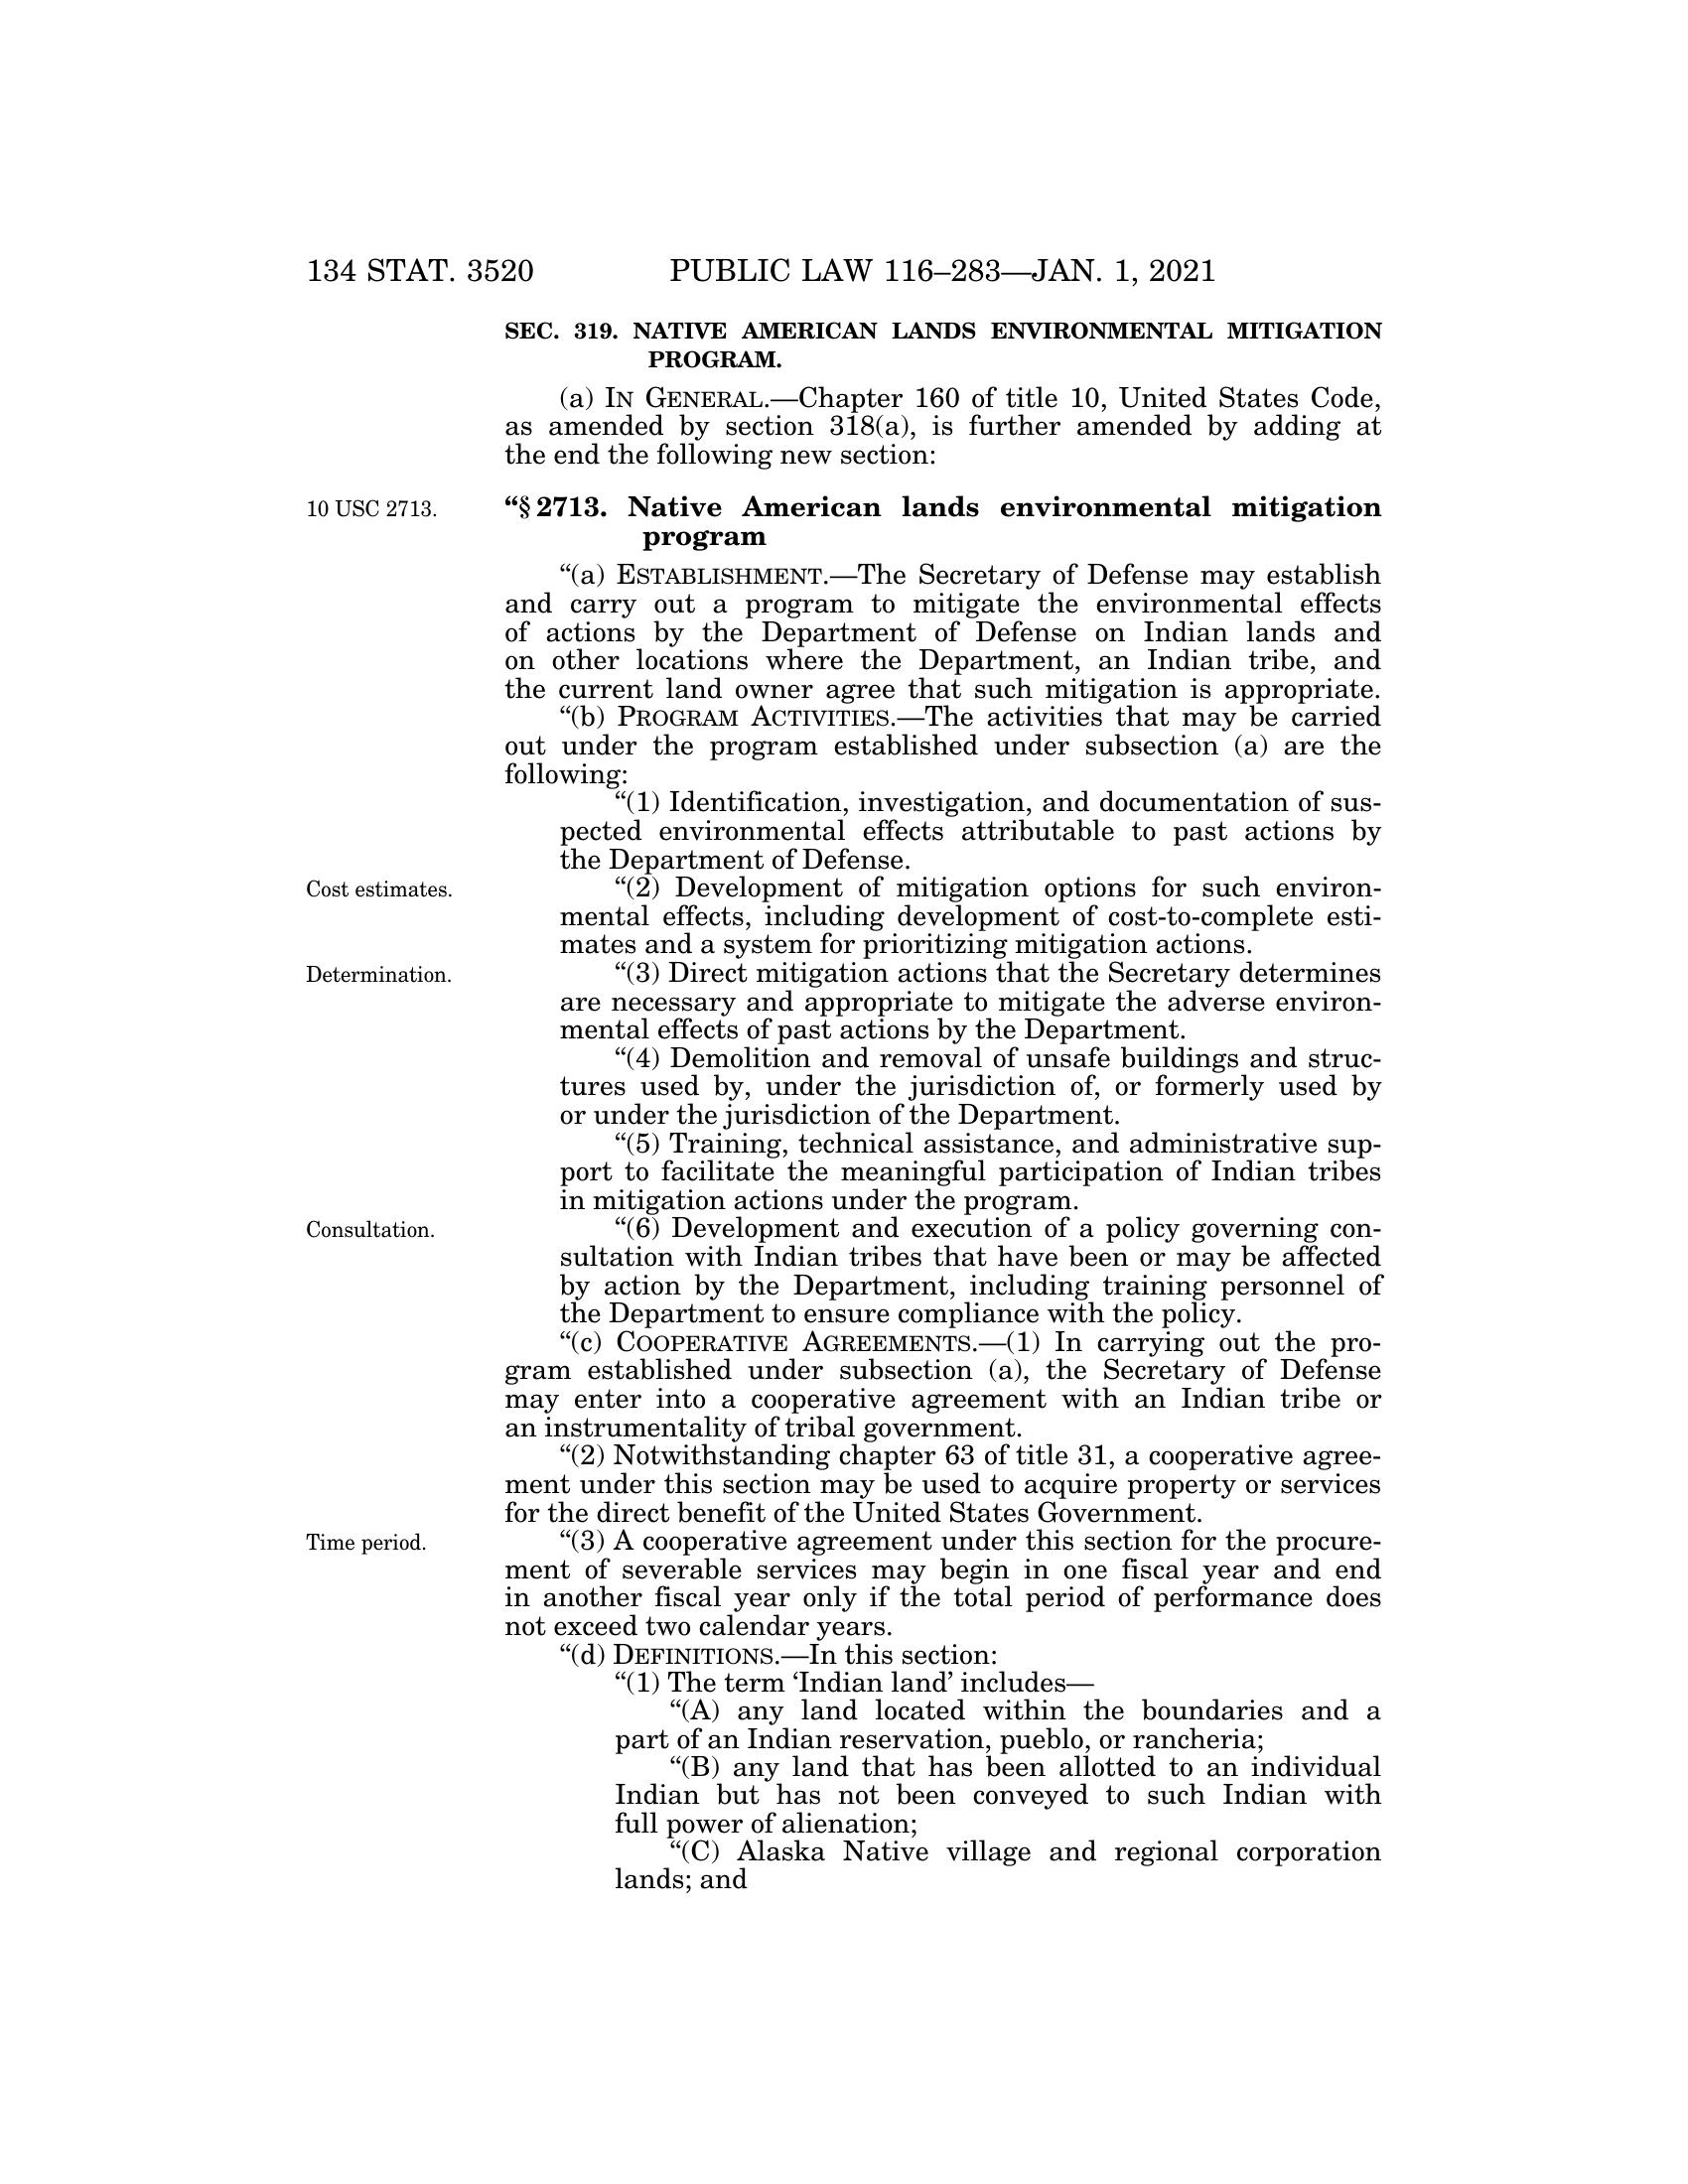 134 STAT. 3520 PUBLIC LAW 116–283—JAN. 1, 2021
SEC. 319. NATIVE AMERICAN LANDS ENVIRONMENTAL MITIGATION
PROGRAM.
(a) IN GENERAL.—Chapter 160 of title 10, United States Code,
as amended by section 318(a), is further amended by adding at
the end the following new section:
10 USC 2713.
“§ 2713. Native American lands environmental mitigation
program
“(a) ESTABLISHMENT.—The Secretary of Defense may establish
and carry out a program to mitigate the environmental effects
of actions by the Department of Defense on Indian lands and
on other locations where the Department, an Indian tribe, and
the current land owner agree that such mitigation is appropriate.
“(b) PROGRAM ACTIVITIES.—The activities that may be carried
out under the program established under subsection (a) are the
following:
“(1) Identification, investigation, and documentation of sus-
pected environmental effects attributable to past actions by
the Department of Defense.
Cost estimates.
“(2) Development of mitigation options for such environ-
mental effects, including development of cost-to-complete esti-
mates and a system for prioritizing mitigation actions.
Determination.
“(3) Direct mitigation actions that the Secretary determines
are necessary and appropriate to mitigate the adverse environ-
mental effects of past actions by the Department.
“(4) Demolition and removal of unsafe buildings and struc-
tures used by, under the jurisdiction of, or formerly used by
or under the jurisdiction of the Department.
“(5) Training, technical assistance, and administrative sup-
port to facilitate the meaningful participation of Indian tribes
in mitigation actions under the program.
Consultation.
“(6) Development and execution of a policy governing con-
sultation with Indian tribes that have been or may be affected
by action by the Department, including training personnel of
the Department to ensure compliance with the policy.
“(c) COOPERATIVE AGREEMENTS.—(1) In carrying out the pro-
gram established under subsection (a), the Secretary of Defense
may enter into a cooperative agreement with an Indian tribe or
an instrumentality of tribal government.
“(2) Notwithstanding chapter 63 of title 31, a cooperative agree-
ment under this section may be used to acquire property or services
for the direct benefit of the United States Government.
Time period.
“(3) A cooperative agreement under this section for the procure-
ment of severable services may begin in one fiscal year and end
in another fiscal year only if the total period of performance does
not exceed two calendar years.
“(d) DEFINITIONS.—In this section:
“(1) The term ‘Indian land’ includes—
“(A) any land located within the boundaries and a
part of an Indian reservation, pueblo, or rancheria;
“(B) any land that has been allotted to an individual
Indian but has not been conveyed to such Indian with
full power of alienation;
“(C) Alaska Native village and regional corporation
lands; and